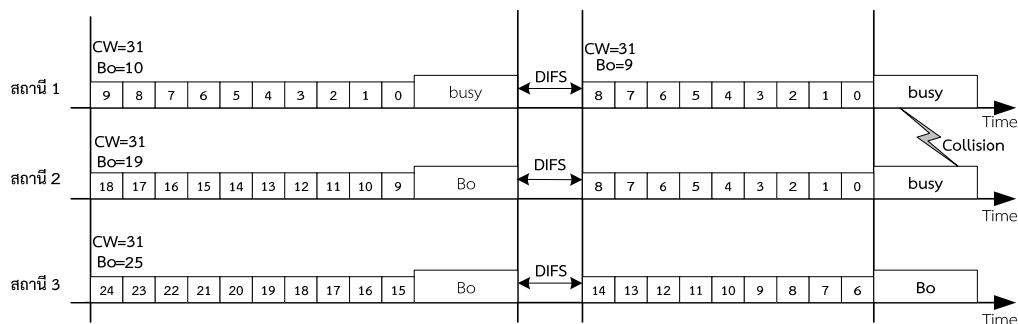 CW=31
Bo=10
CW=31
Bo=9
สถานี 1
9 8 7 6 5 4 3 2 1 0 busy
DIFS
8 7 6 5 4 3 2 1 0 busy
Time
Collision
CW=31
Bo=19
สถานี 2
18 17 16 15 14 13 12 11 10 9 Bo
DIFS
8 7 6 5 4 3 2 1 0 busy
Time
CW=31
Bo=25
สถานี 3
24 23 22 21 20 19 18 17 16 15 Bo
DIFS
14 13 12 11 10 9 8 7 6 Bo
Time